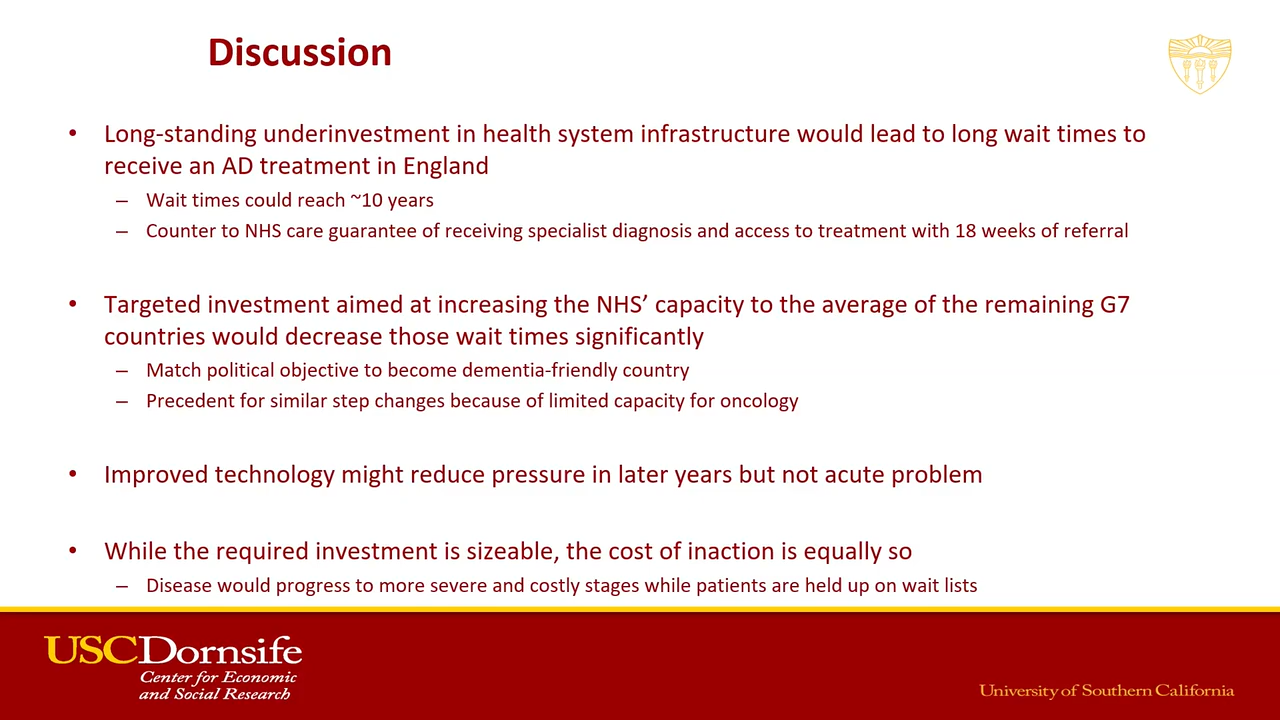 Discussion
• Long-standing underinvestment in health system infrastructure would lead to long wait times to
receive an AD treatment in England
– Wait times could reach ~10 years
– Counter to NHS care guarantee of receiving specialist diagnosis and access to treatment with 18 weeks of referral
• Targeted investment aimed at increasing the NHS’ capacity to the average of the remaining G7
countries would decrease those wait times significantly
– Match political objective to become dementia-friendly country
– Precedent for similar step changes because of limited capacity for oncology
• Improved technology might reduce pressure in later years but not acute problem
• While the required investment is sizeable, the cost of inaction is equally so
– Disease would progress to more severe and costly stages while patients are held up on wait lists
USCDornsife
Center for Economic
and Social Research
University of Southern California